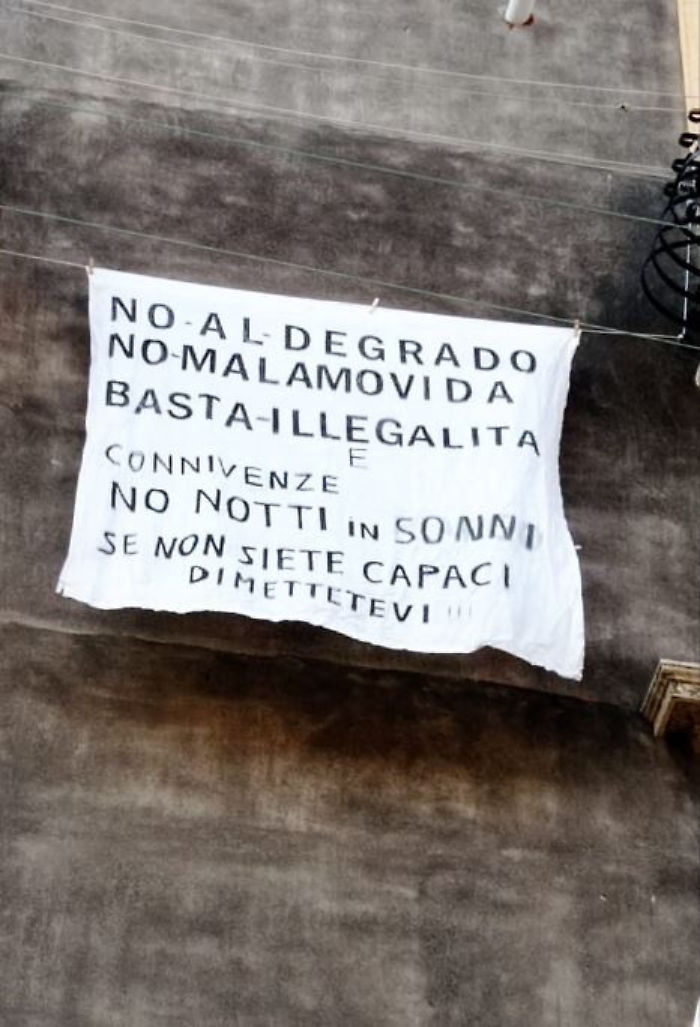 NO-AL-DEGRADO
NO-MALAMOVIDA
BASTA-ILLEGALITA
E
CONNIVENZE
NO NOTTI IN SONNI
SE NON SIETE CAPACI
DIMETTETEVI !!!